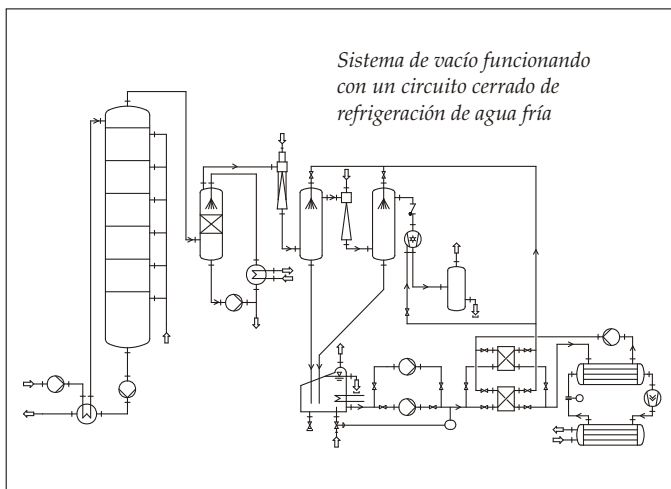 Sistema de vacío funcionando
con un circuito cerrado de
refrigeración de agua fría